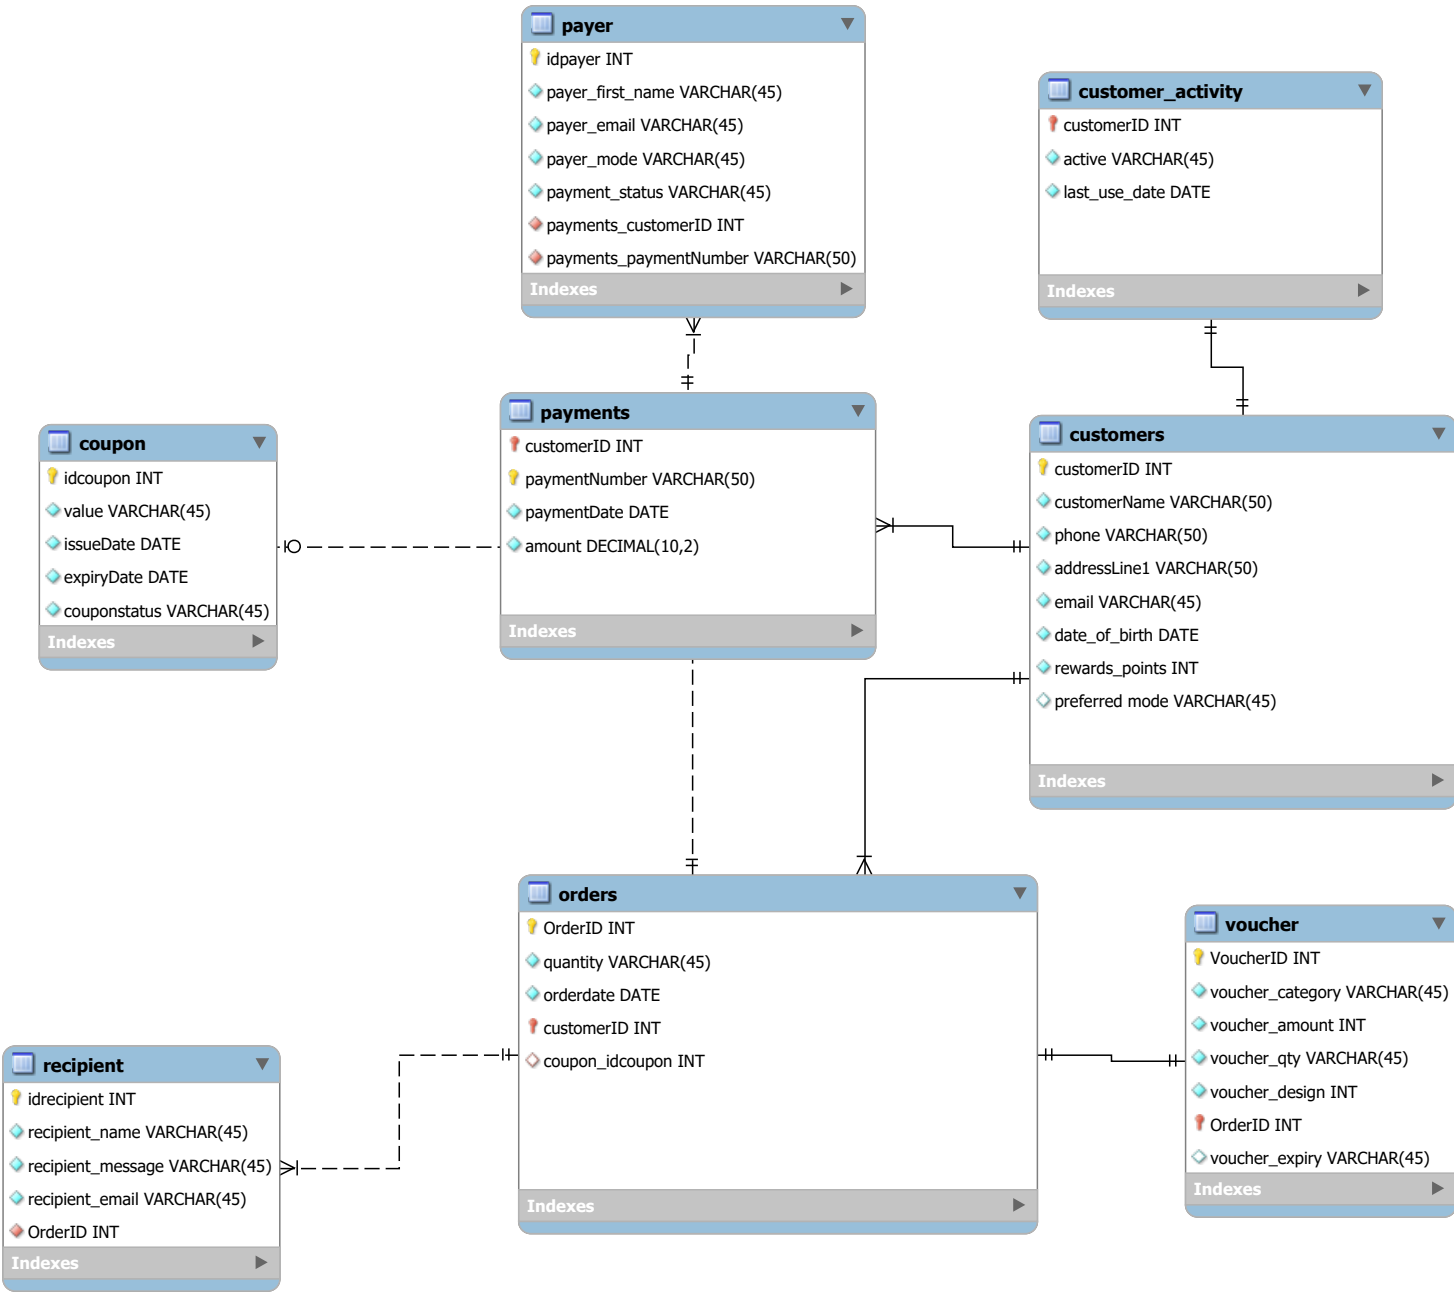 payer
idpayer INT
payer_first_name VARCHAR(45)
payer_email VARCHAR(45)
payer_mode VARCHAR(45)
payment_status VARCHAR(45)
payments_customerID INT
payments_paymentNumber VARCHAR(50)
Indexes
customer_activity
customerID INT
active VARCHAR(45)
last_use_date DATE
Indexes
coupon
idcoupon INT
value VARCHAR(45)
issueDate DATE
expiryDate DATE
couponstatus VARCHAR(45)
Indexes
payments
customerID INT
paymentNumber VARCHAR(50)
paymentDate DATE
amount DECIMAL(10,2)
Indexes
customers
customerID INT
customerName VARCHAR(50)
phone VARCHAR(50)
addressLine1 VARCHAR(50)
email VARCHAR(45)
date_of_birth DATE
rewards_points INT
preferred mode VARCHAR(45)
Indexes
orders
OrderID INT
quantity VARCHAR(45)
orderdate DATE
customerID INT
coupon_idcoupon INT
Indexes
voucher
VoucherID INT
voucher_category VARCHAR(45)
voucher_amount INT
voucher_qty VARCHAR(45)
voucher_design INT
OrderID INT
voucher_expiry VARCHAR(45)
Indexes
recipient
idrecipient INT
recipient_name VARCHAR(45)
recipient_message VARCHAR(45)
recipient_email VARCHAR(45)
OrderID INT
Indexes